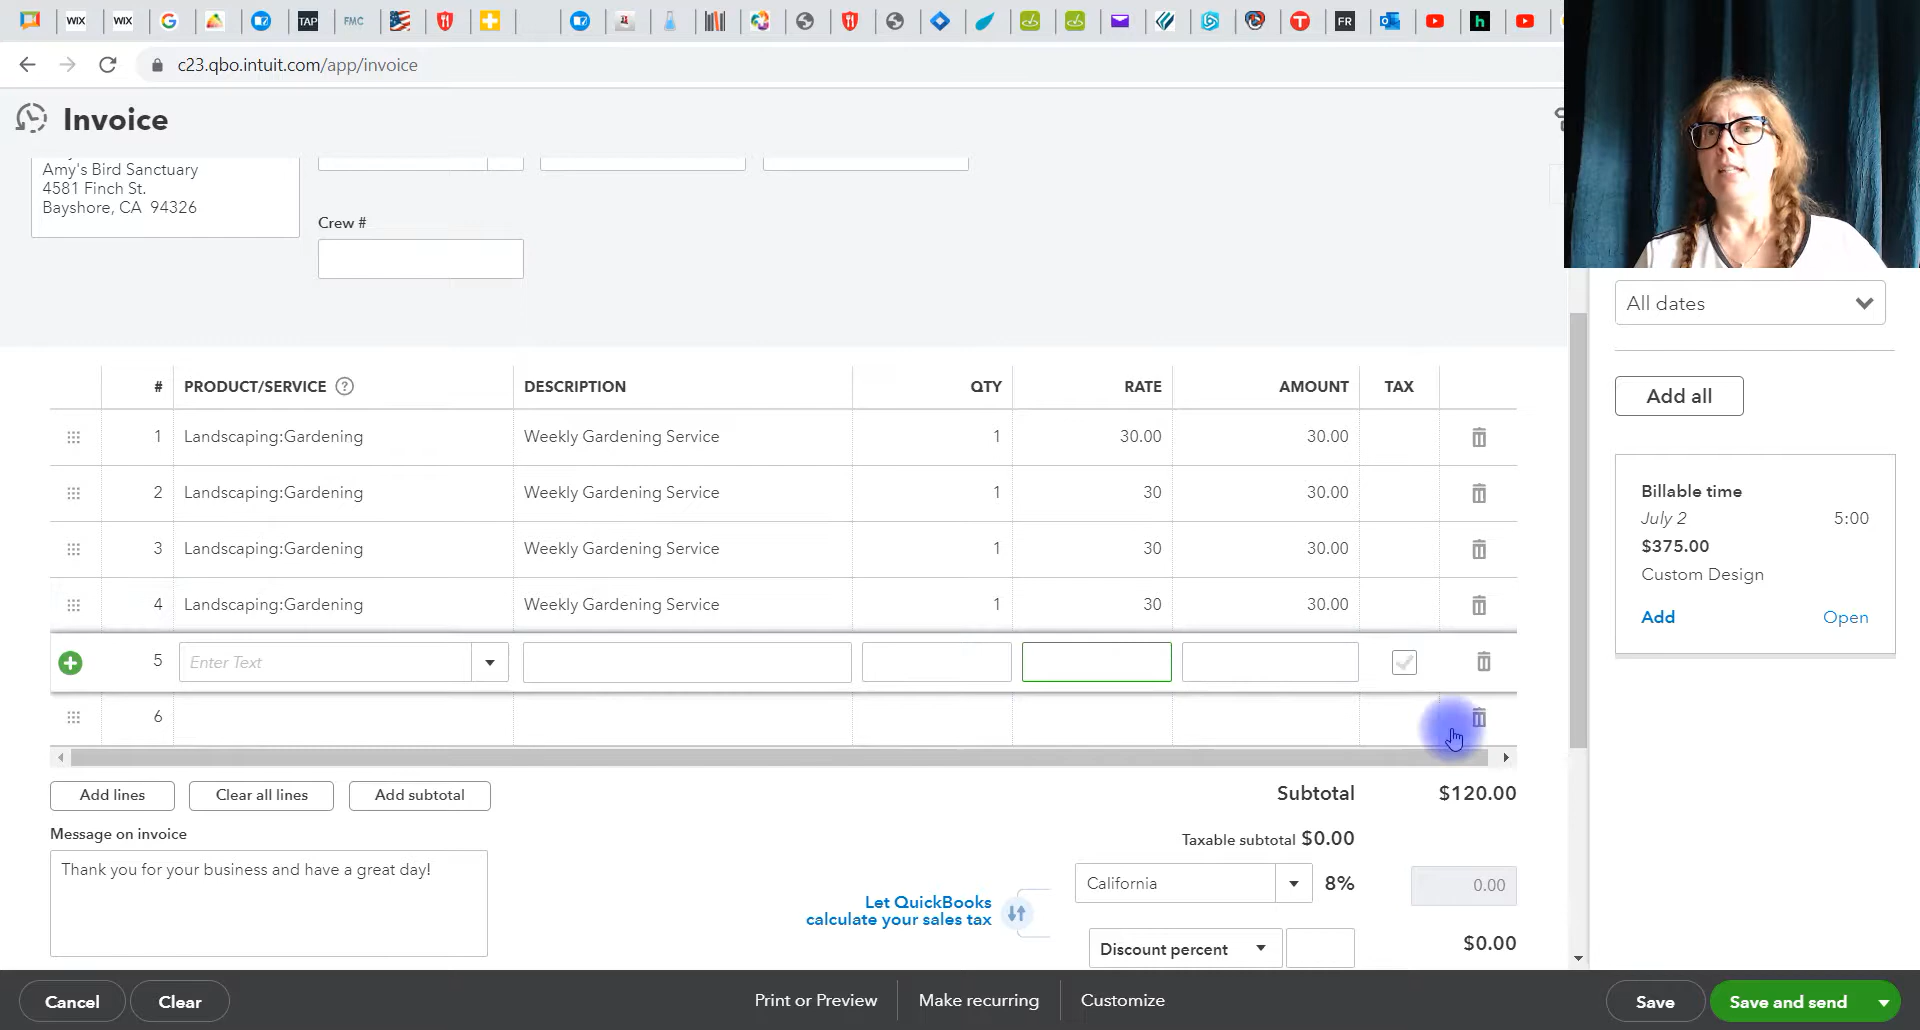 WIX
WIX
TAP
FMC
FR
h
c23.qbo.intuit.com/app/invoice
Invoice
Amy's Bird Sanctuary
4581 Finch St.
Bayshore, CA 94326
Crew #
All dates
Add all
# PRODUCT/SERVICE ? DESCRIPTION QTY RATE AMOUNT TAX
1 Landscaping:Gardening Weekly Gardening Service 1 30.00 30.00
2 Landscaping:Gardening Weekly Gardening Service 1 30 30.00
3 Landscaping:Gardening Weekly Gardening Service 1 30 30.00
4 Landscaping:Gardening Weekly Gardening Service 1 30 30.00
5 Enter Text
6
Billable time
July 2 5:00
$375.00
Custom Design
Add Open
Add lines Clear all lines Add subtotal
Subtotal $120.00
Message on invoice
Thank you for your business and have a great day!
Taxable subtotal $0.00
California 8% 0.00
Let QuickBooks
calculate your sales tax
Discount percent $0.00
Cancel Clear Print or Preview Make recurring Customize Save Save and send